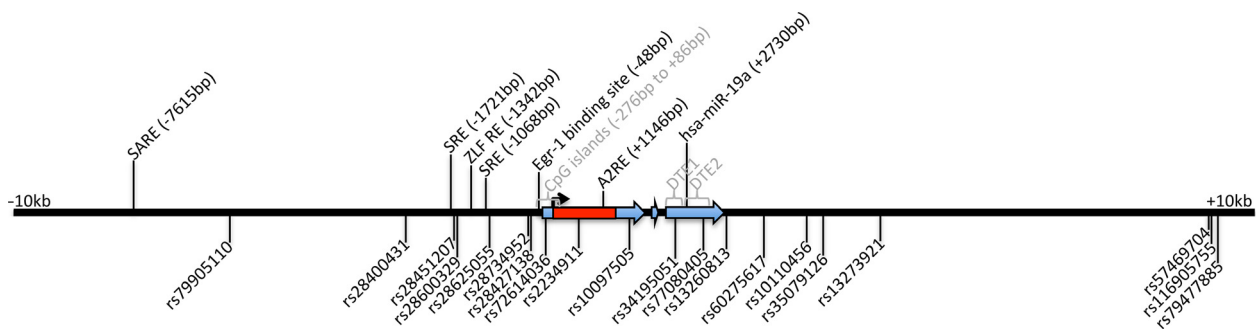 SARE (-7615bp)
SRE (-1721bp)
ZLF RE (-1342bp)
SRE (-1068bp)
Egr-1 binding site (-48bp)
CpG islands (-276bp to +86bp)
A2RE (+1146bp)
hsa-miR-19a (+2730bp)
DTE1
DTE2
-10kb
+10kb
rs79905110
rs28400431
rs28451207
rs28600329
rs28625055
rs28734952
rs28427138
rs72614036
rs2234911
rs10097505
rs34195051
rs77080405
rs13260813
rs60275617
rs10110456
rs35079126
rs13273921
rs57469704
rs116905755
rs79477885